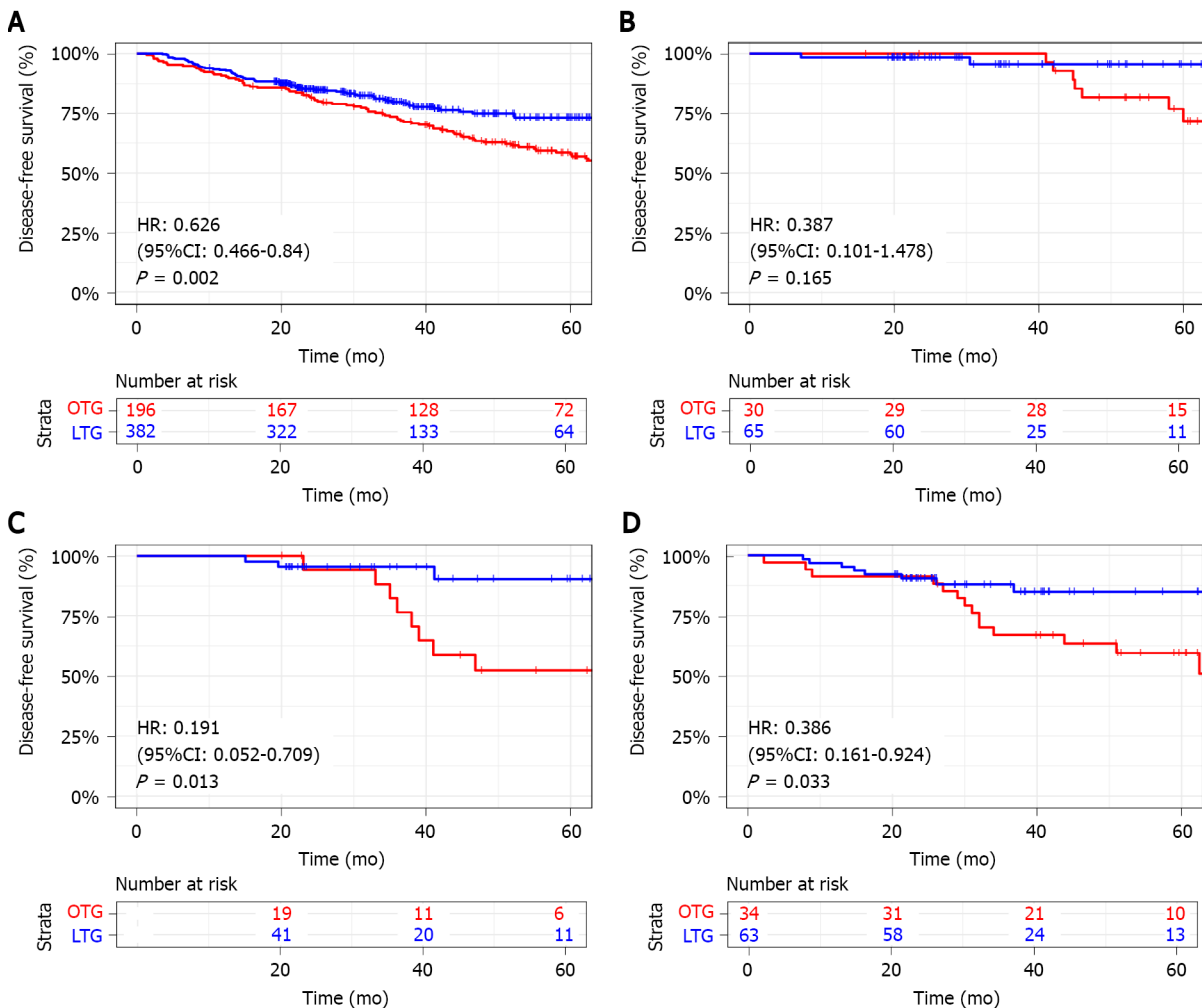 A
Disease-free survival (%)
100%
75%
50%
25%
0%
HR: 0.626
(95%CI: 0.466-0.84)
P = 0.002
0 20 40 60
Time (mo)
Number at risk
Strata
OTG 196 167 128 72
LTG 382 322 133 64
0 20 40 60
Time (mo)
B
Disease-free survival (%)
100%
75%
50%
25%
0%
HR: 0.387
(95%CI: 0.101-1.478)
P = 0.165
0 20 40 60
Time (mo)
Number at risk
Strata
OTG 30 29 28 15
LTG 65 60 25 11
0 20 40 60
Time (mo)
C
Disease-free survival (%)
100%
75%
50%
25%
0%
HR: 0.191
(95%CI: 0.052-0.709)
P = 0.013
0 20 40 60
Time (mo)
Number at risk
Strata
OTG 19 11 6
LTG 41 20 11
20 40 60
Time (mo)
D
Disease-free survival (%)
100%
75%
50%
25%
0%
HR: 0.386
(95%CI: 0.161-0.924)
P = 0.033
0 20 40 60
Time (mo)
Number at risk
Strata
OTG 34 31 21 10
LTG 63 58 24 13
0 20 40 60
Time (mo)